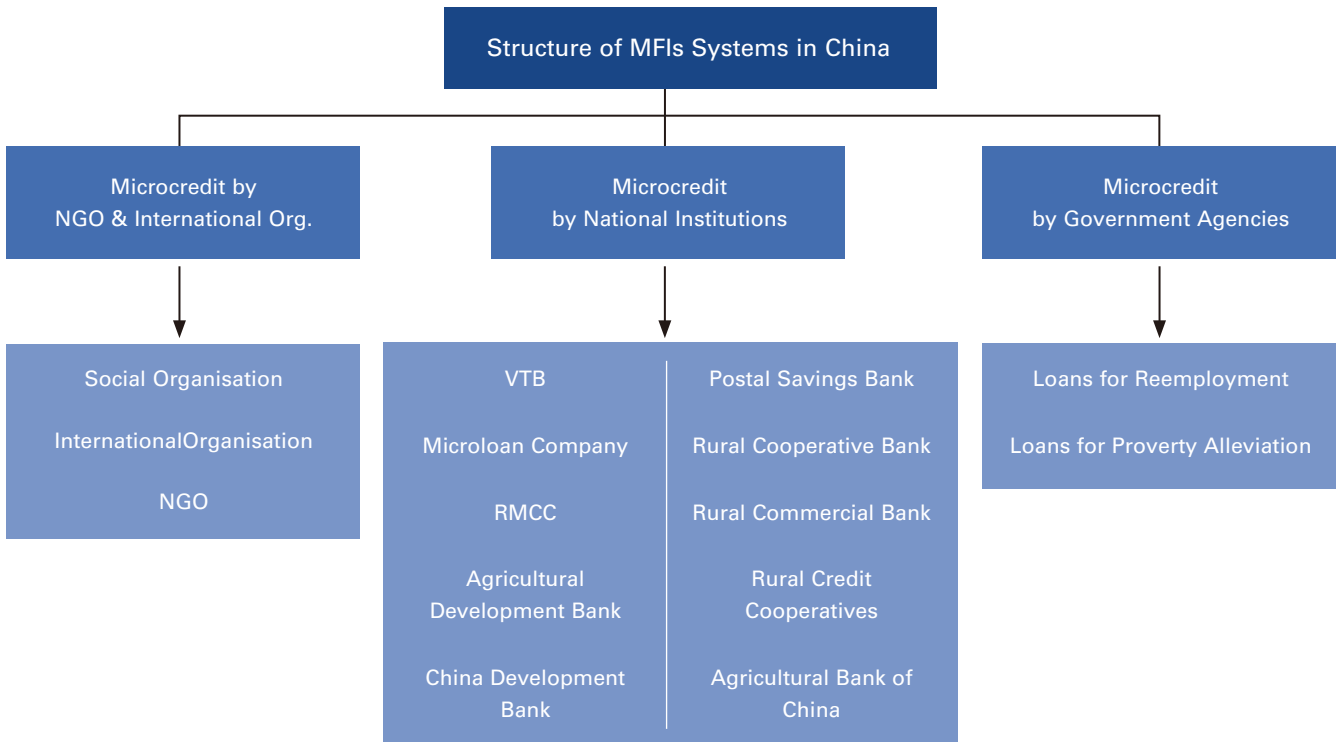 Structure of MFIs Systems in China
Microcredit by
NGO & International Org.
Microcredit
by National Institutions
Microcredit
by Government Agencies
Social Organisation
InternationalOrganisation
NGO
VTB
Microloan Company
RMCC
Agricultural
Development Bank
China Development
Bank
Postal Savings Bank
Rural Cooperative Bank
Rural Commercial Bank
Rural Credit
Cooperatives
Agricultural Bank of
China
Loans for Reemployment
Loans for Proverty Alleviation